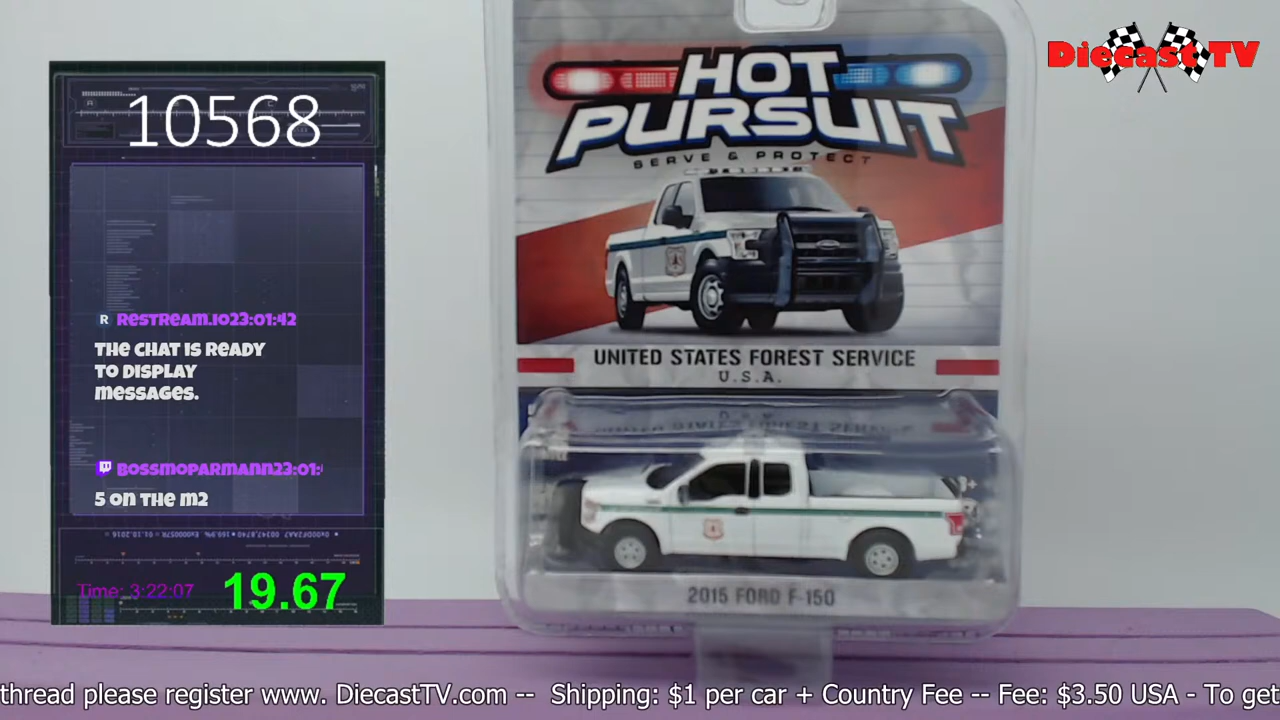 10568
Restream.io23:01:42
The chat is ready
to display
messages.
BossMoparMann23:01:
5 on the m2
Time: 3:22:07
19.67
HOT
PURSUIT
SERVE & PROTECT
UNITED STATES FOREST SERVICE
U.S.A.
2015 FORD F-150
Diecast TV
thread please register www. DiecastTV.com -- Shipping: $1 per car + Country Fee -- Fee: $3.50 USA - To get